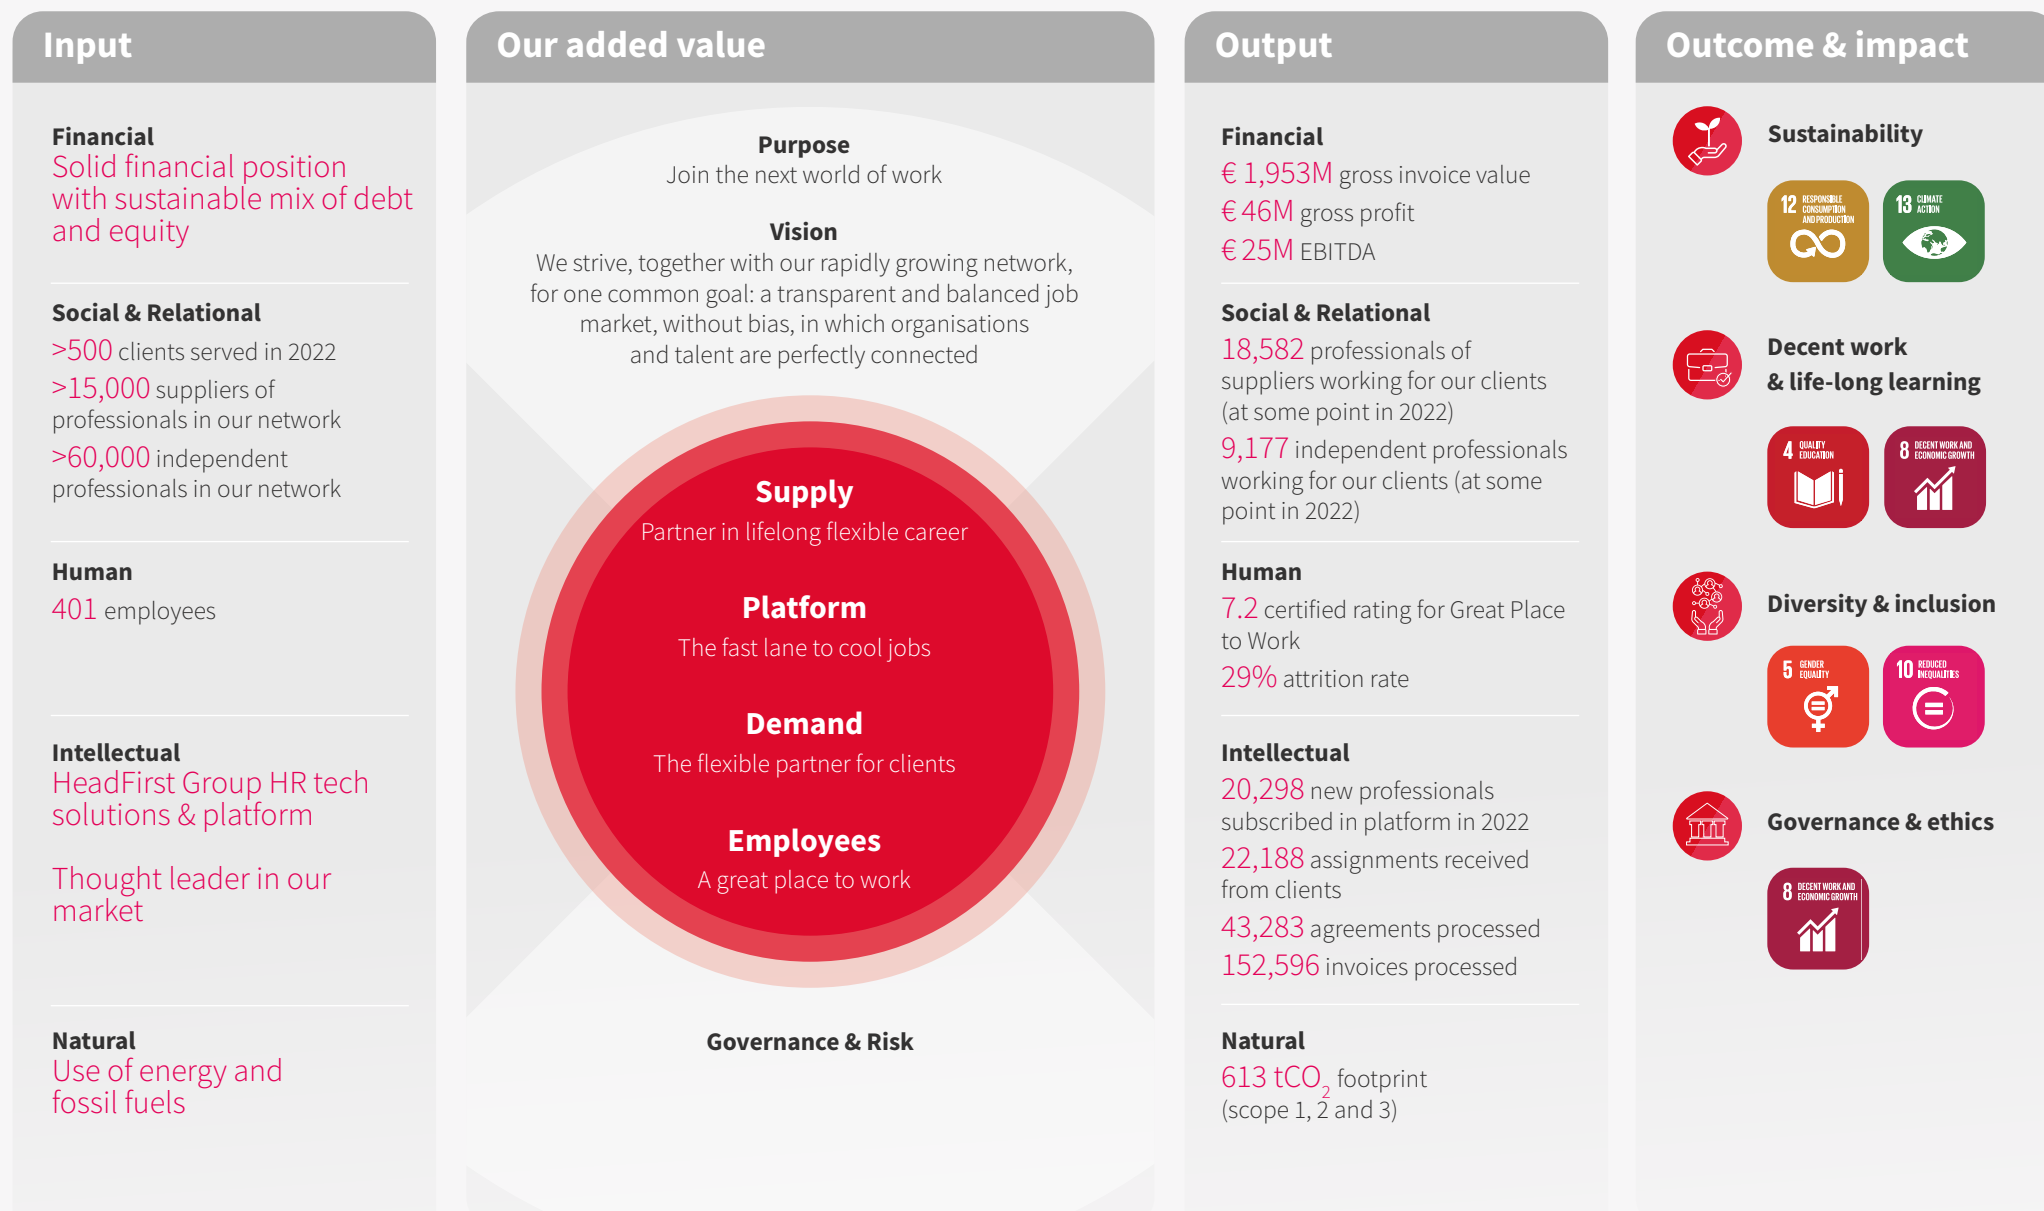 Input
Financial
Solid financial position
with sustainable mix of debt
and equity
Social & Relational
>500 clients served in 2022
>15,000 suppliers of
professionals in our network
>60,000 independent
professionals in our network
Human
401 employees
Intellectual
HeadFirst Group HR tech
solutions & platform
Thought leader in our
market
Natural
Use of energy and
fossil fuels
Our added value
Purpose
Join the next world of work
Vision
We strive, together with our rapidly growing network,
for one common goal: a transparent and balanced job
market, without bias, in which organisations
and talent are perfectly connected
Supply
Partner in lifelong flexible career
Platform
The fast lane to cool jobs
Demand
The flexible partner for clients
Employees
A great place to work
Governance & Risk
Output
Financial
€ 1,953M gross invoice value
€ 46M gross profit
€ 25M EBITDA
Social & Relational
18,582 professionals of
suppliers working for our clients
(at some point in 2022)
9,177 independent professionals
working for our clients (at some
point in 2022)
Human
7.2 certified rating for Great Place
to Work
29% attrition rate
Intellectual
20,298 new professionals
subscribed in platform in 2022
22,188 assignments received
from clients
43,283 agreements processed
152,596 invoices processed
Natural
613 tCO₂ footprint
(scope 1, 2 and 3)
Outcome & impact
Sustainability
12 RESPONSIBLE
CONSUMPTION
AND PRODUCTION
13 CLIMATE
ACTION
Decent work
& life-long learning
4 QUALITY
EDUCATION
8 DECENT WORK AND
ECONOMIC GROWTH
Diversity & inclusion
5 GENDER
EQUALITY
10 REDUCED
INEQUALITIES
Governance & ethics
8 DECENT WORK AND
ECONOMIC GROWTH